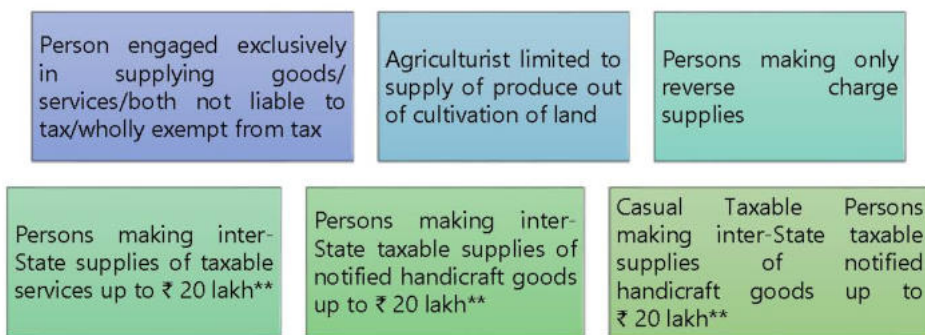 Person engaged exclusively
in supplying goods/
services/both not liable to
tax/wholly exempt from tax
Agriculturist limited to
supply of produce out
of cultivation of land
Persons making only
reverse charge
supplies
Persons making inter-
State supplies of taxable
services up to ₹ 20 lakh**
Persons making inter-
State taxable supplies of
notified handicraft goods
up to ₹ 20 lakh**
Casual Taxable Persons
making inter-State taxable
supplies of notified
handicraft goods up to
₹ 20 lakh**